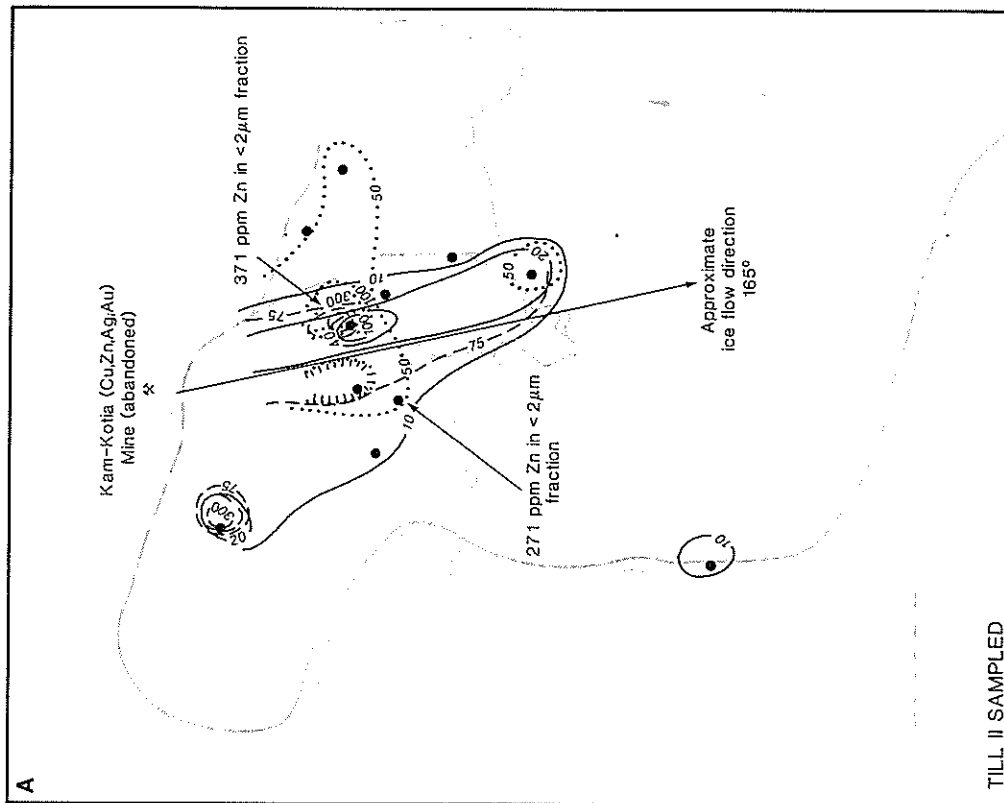 A
Kam-Kotia (Cu,Zn,Ag,Au)
Mine (abandoned)
371 ppm Zn in <2µm fraction
50
10
75
300
100
40
20
50
20
75
50
10
75
300
20
271 ppm Zn in < 2µm
fraction
Approximate
ice flow direction
165°
10
TILL II SAMPLED